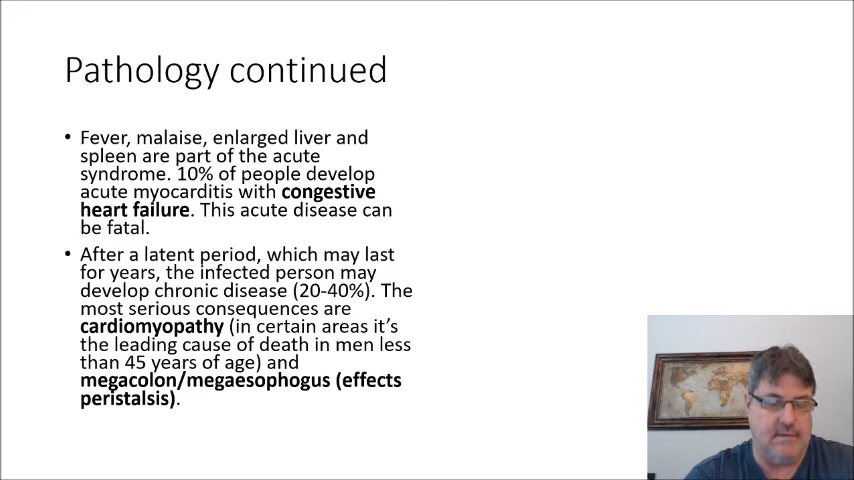 Pathology continued
• Fever, malaise, enlarged liver and
spleen are part of the acute
syndrome. 10% of people develop
acute myocarditis with congestive
heart failure. This acute disease can
be fatal.
• After a latent period, which may last
for years, the infected person may
develop chronic disease (20-40%). The
most serious consequences are
cardiomyopathy (in certain areas it's
the leading cause of death in men less
than 45 years of age) and
megacolon/megaesophogus (effects
peristalsis).